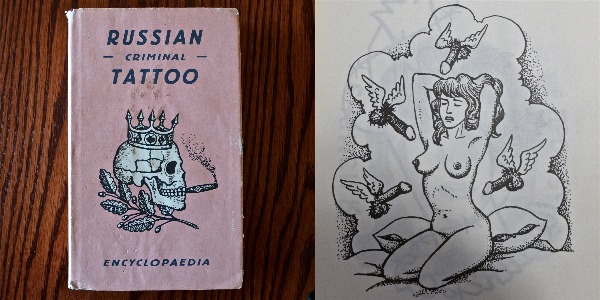 RUSSIAN
— CRIMINAL —
TATTOO
ENCYCLOPAEDIA